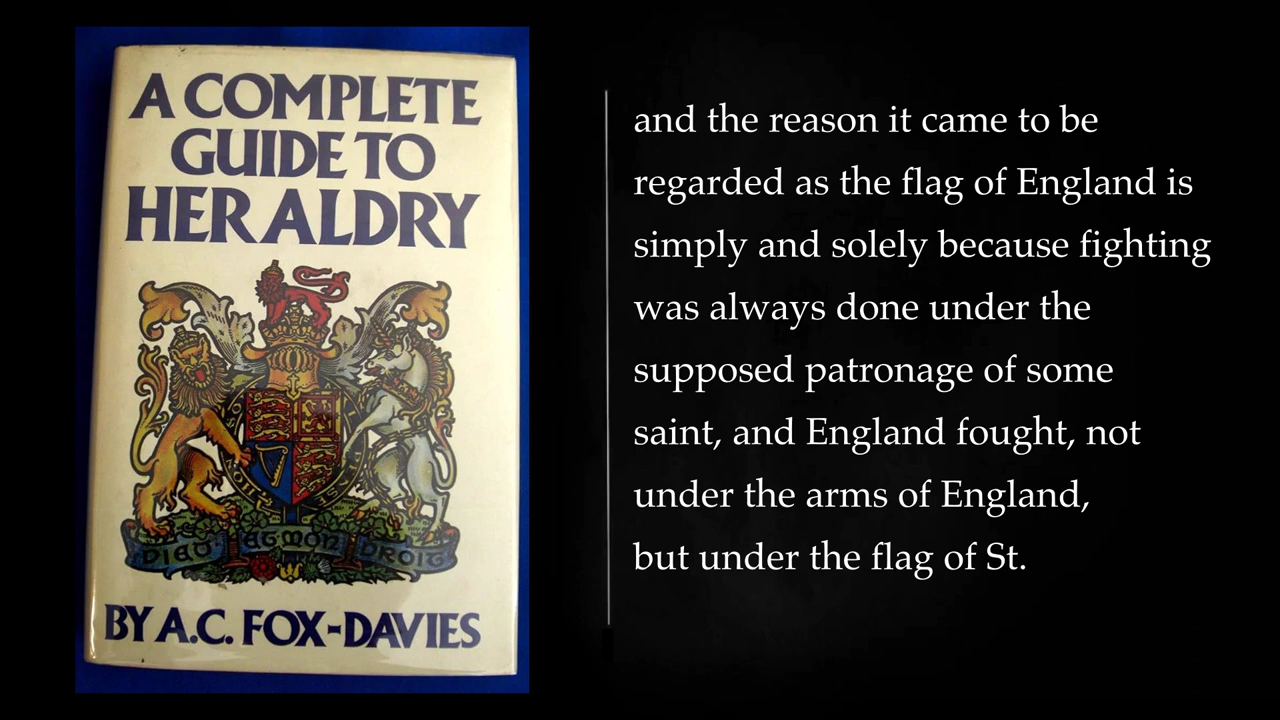 A COMPLETE
GUIDE TO
HERALDRY
DIEU ET MON DROIT
BY A.C. FOX-DAVIES
and the reason it came to be
regarded as the flag of England is
simply and solely because fighting
was always done under the
supposed patronage of some
saint, and England fought, not
under the arms of England,
but under the flag of St.